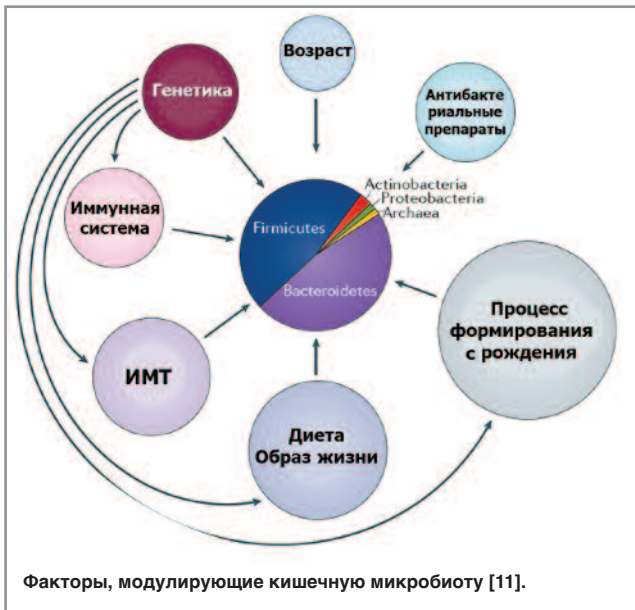 Возраст
Генетика
Антибакте
риальные
препараты
Иммунная
система
Actinobacteria
Proteobacteria
Archaea
Firmicutes
Bacteroidetes
Процесс
формирования
с рождения
ИМТ
Диета
Образ жизни
Факторы, модулирующие кишечную микробиоту [11].